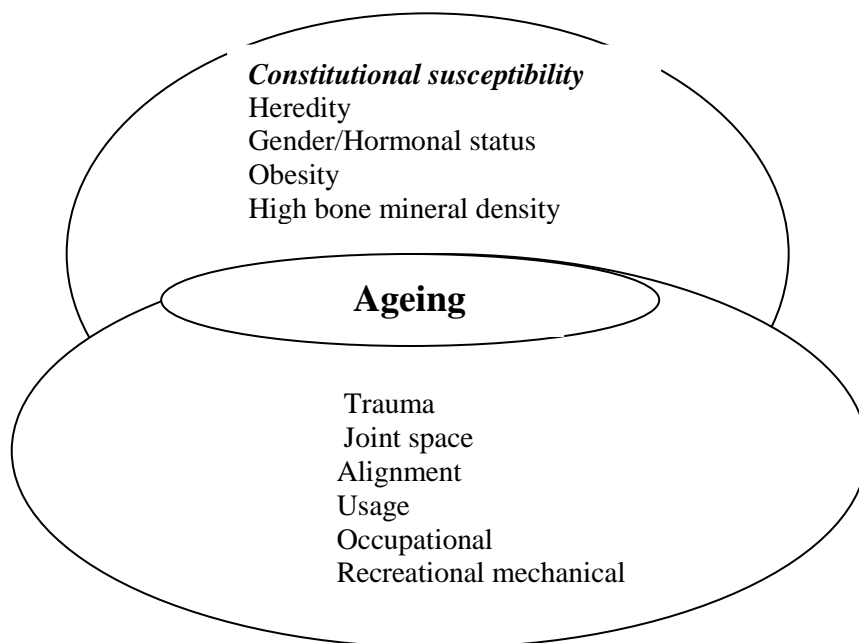 Constitutional susceptibility
Heredity
Gender/Hormonal status
Obesity
High bone mineral density
Ageing
Trauma
Joint space
Alignment
Usage
Occupational
Recreational mechanical